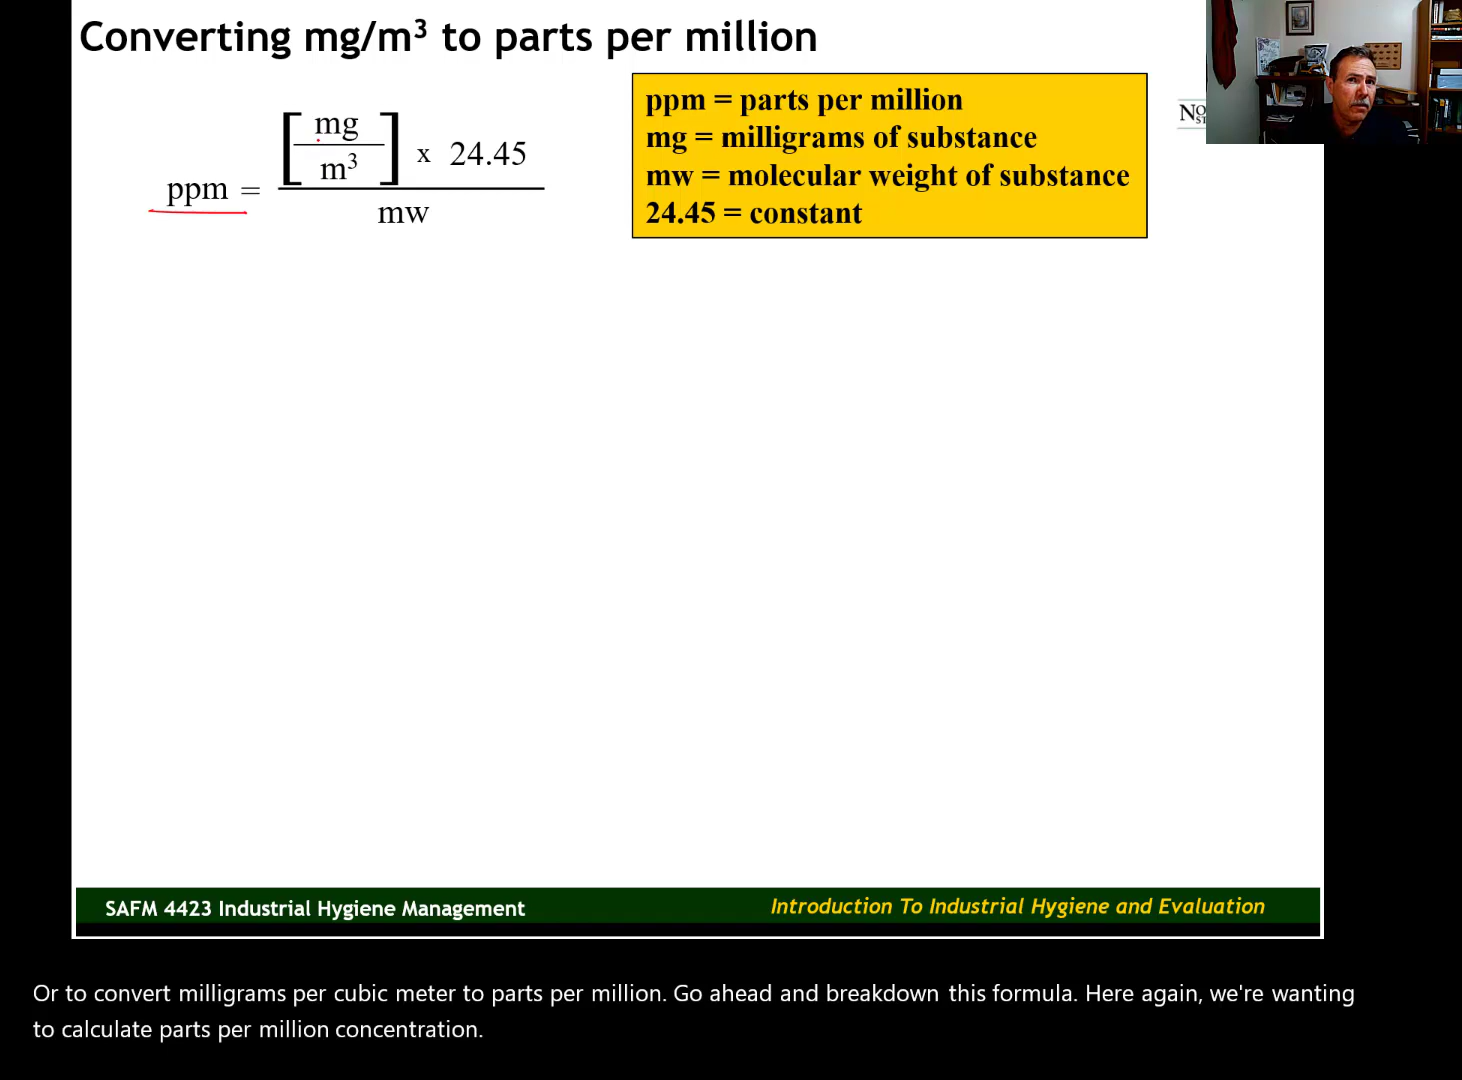 Converting mg/m³ to parts per million
ppm = [mg/m³] x 24.45
mw
ppm = parts per million
mg = milligrams of substance
mw = molecular weight of substance
24.45 = constant
SAFM 4423 Industrial Hygiene Management
Introduction To Industrial Hygiene and Evaluation
Or to convert milligrams per cubic meter to parts per million. Go ahead and breakdown this formula. Here again, we're wanting
to calculate parts per million concentration.